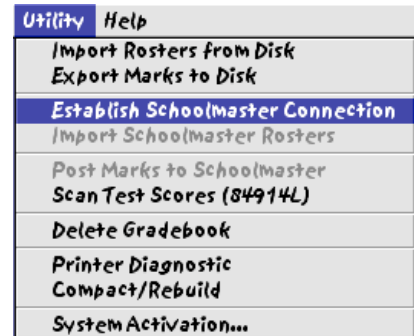 Utility Help
Import Rosters from Disk
Export Marks to Disk
Establish Schoolmaster Connection
Import Schoolmaster Rosters
Post Marks to Schoolmaster
Scan Test Scores (84914L)
Delete Gradebook
Printer Diagnostic
Compact/Rebuild
System Activation...